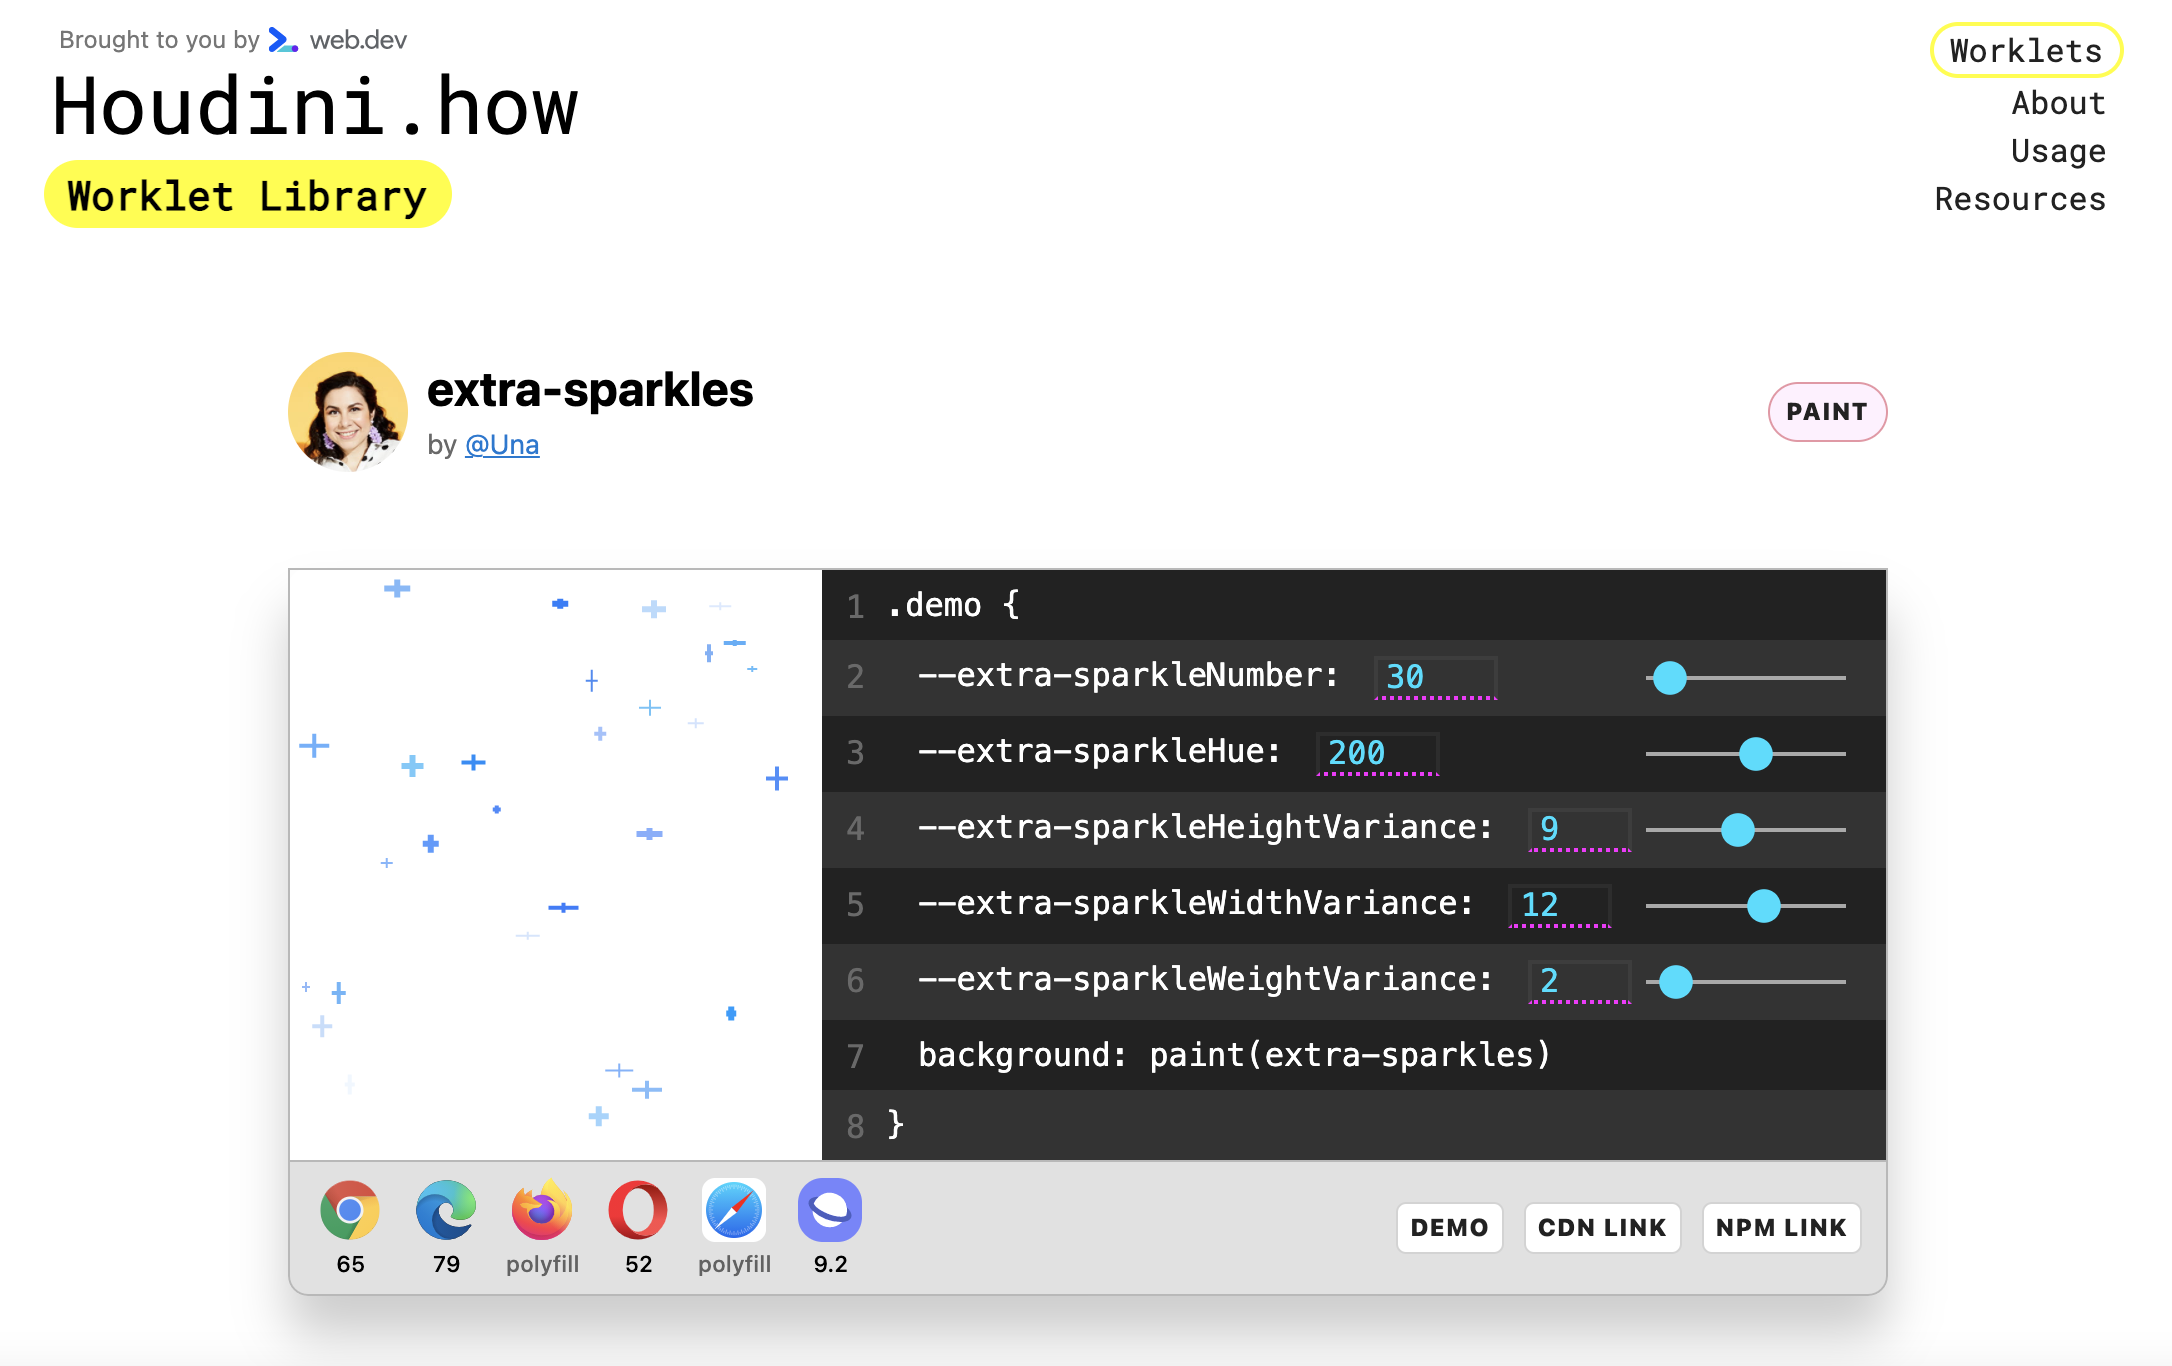 Brought to you by web.dev
Houdini.how
Worklet Library
Worklets
About
Usage
Resources
extra-sparkles
by @Una
PAINT
1 .demo {
2 --extra-sparkleNumber: 30
3 --extra-sparkleHue: 200
4 --extra-sparkleHeightVariance: 9
5 --extra-sparkleWidthVariance: 12
6 --extra-sparkleWeightVariance: 2
7 background: paint(extra-sparkles)
8 }
65 79 polyfill 52 polyfill 9.2
DEMO CDN LINK NPM LINK